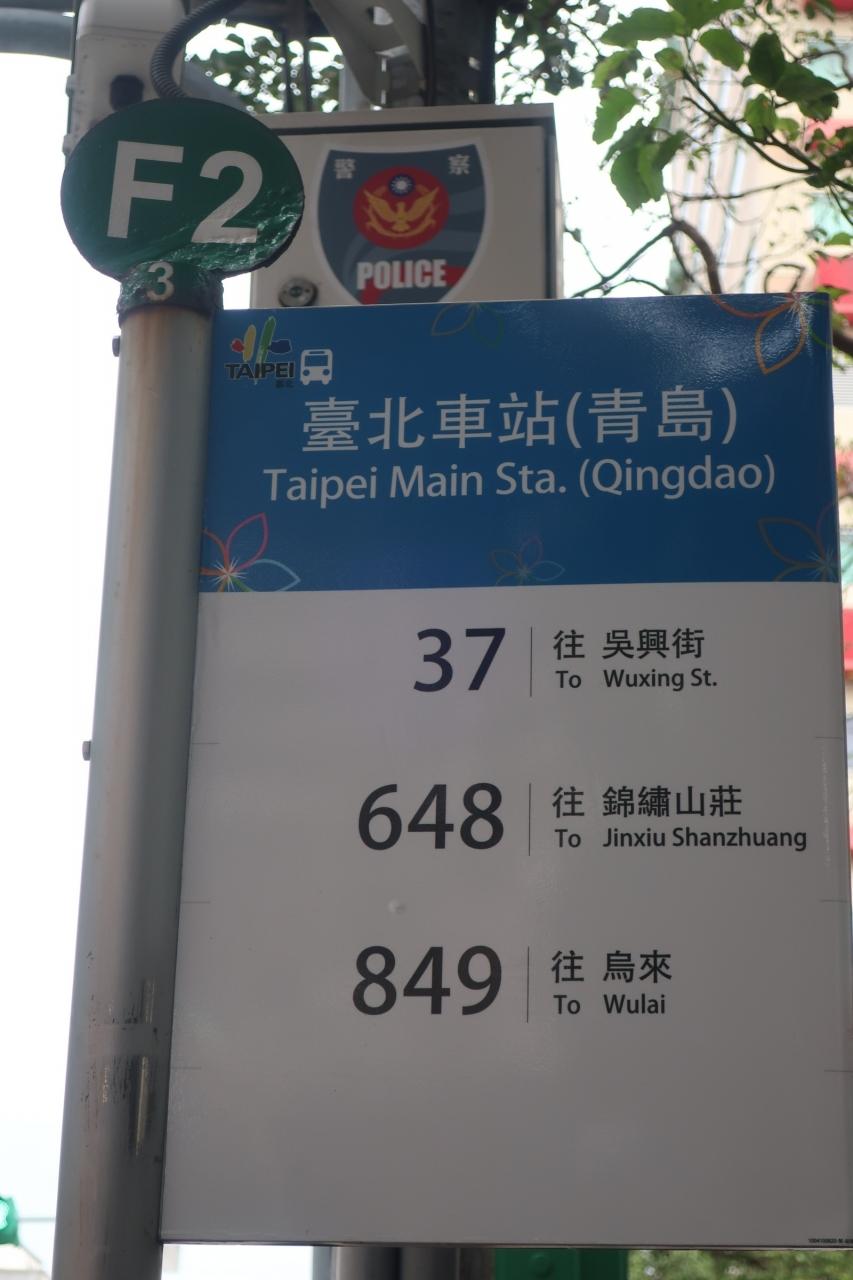 F2
3
警 察
POLICE
TAIPEI
臺北
臺北車站(青島)
Taipei Main Sta. (Qingdao)
37 往 吳興街
To Wuxing St.
648 往 錦繡山莊
To Jinxiu Shanzhuang
849 往 烏來
To Wulai